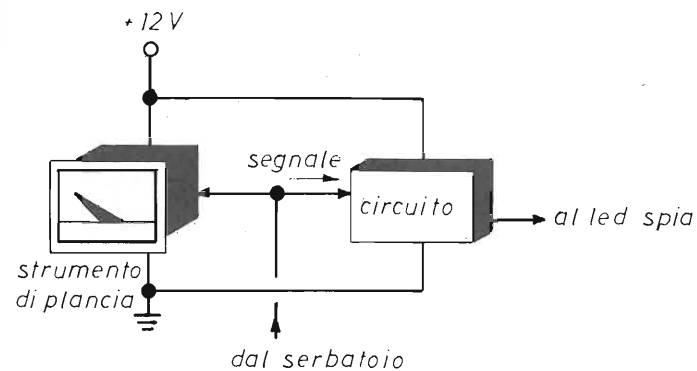 +12V
segnale
circuito
al led spia
strumento
di plancia
dal serbatoio